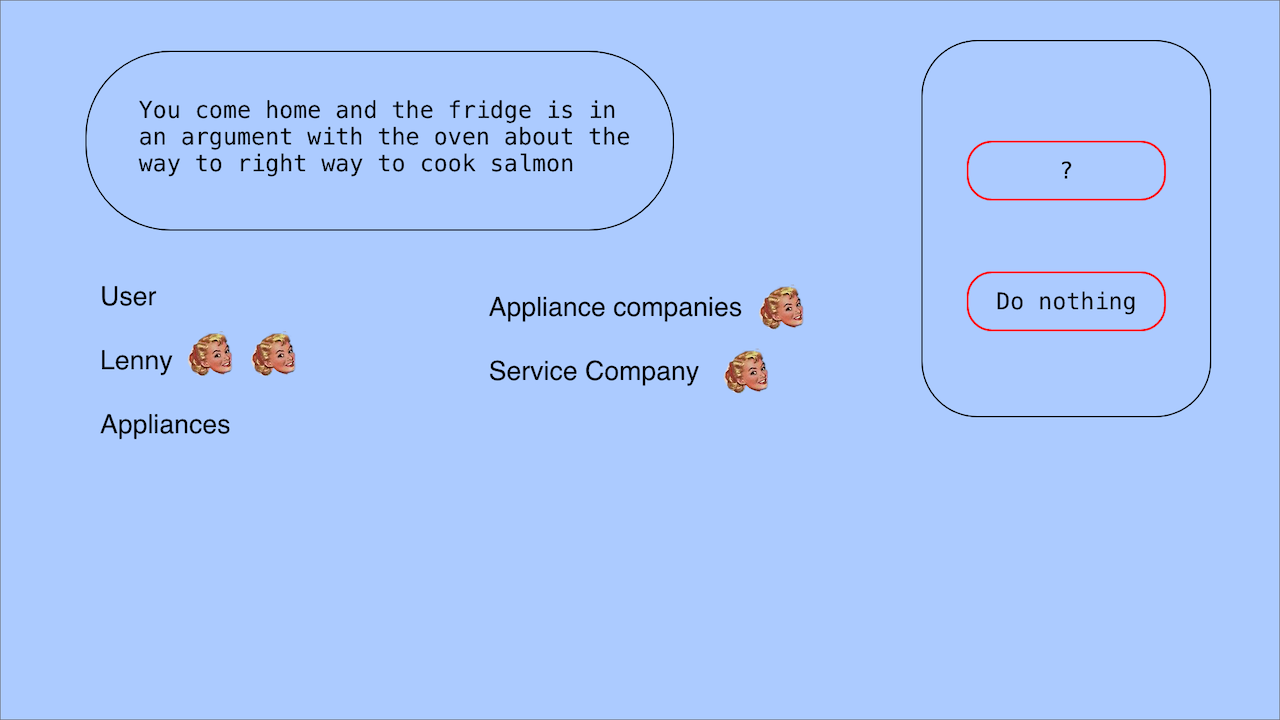 You come home and the fridge is in
an argument with the oven about the
way to right way to cook salmon
?
Do nothing
User
Lenny
Appliances
Appliance companies
Service Company